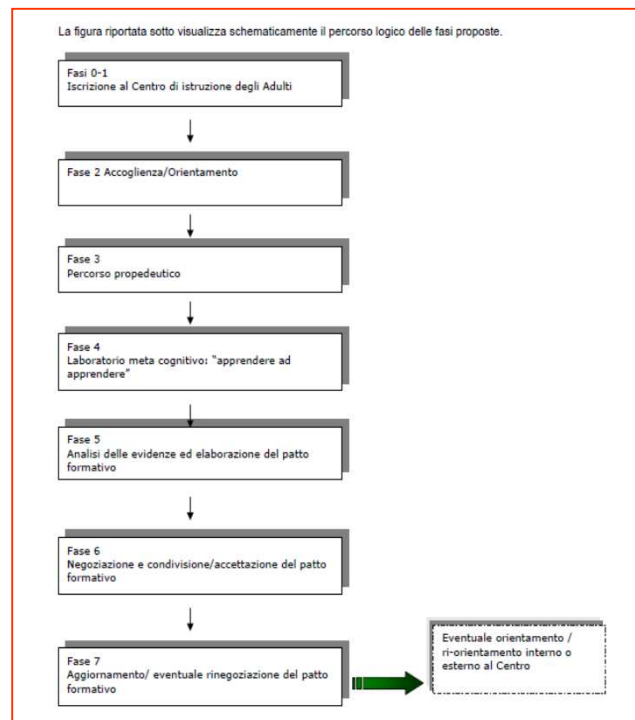 La figura riportata sotto visualizza schematicamente il percorso logico delle fasi proposte.
Fasi 0-1
Iscrizione al Centro di istruzione degli Adulti
Fase 2 Accoglienza/Orientamento
Fase 3
Percorso propedeutico
Fase 4
Laboratorio meta cognitivo: "apprendere ad
apprendere"
Fase 5
Analisi delle evidenze ed elaborazione del patto
formativo
Fase 6
Negoziazione e condivisione/accettazione del patto
formativo
Fase 7
Aggiornamento/ eventuale rinegoziazione del patto
formativo
Eventuale orientamento /
ri-orientamento interno o
esterno al Centro